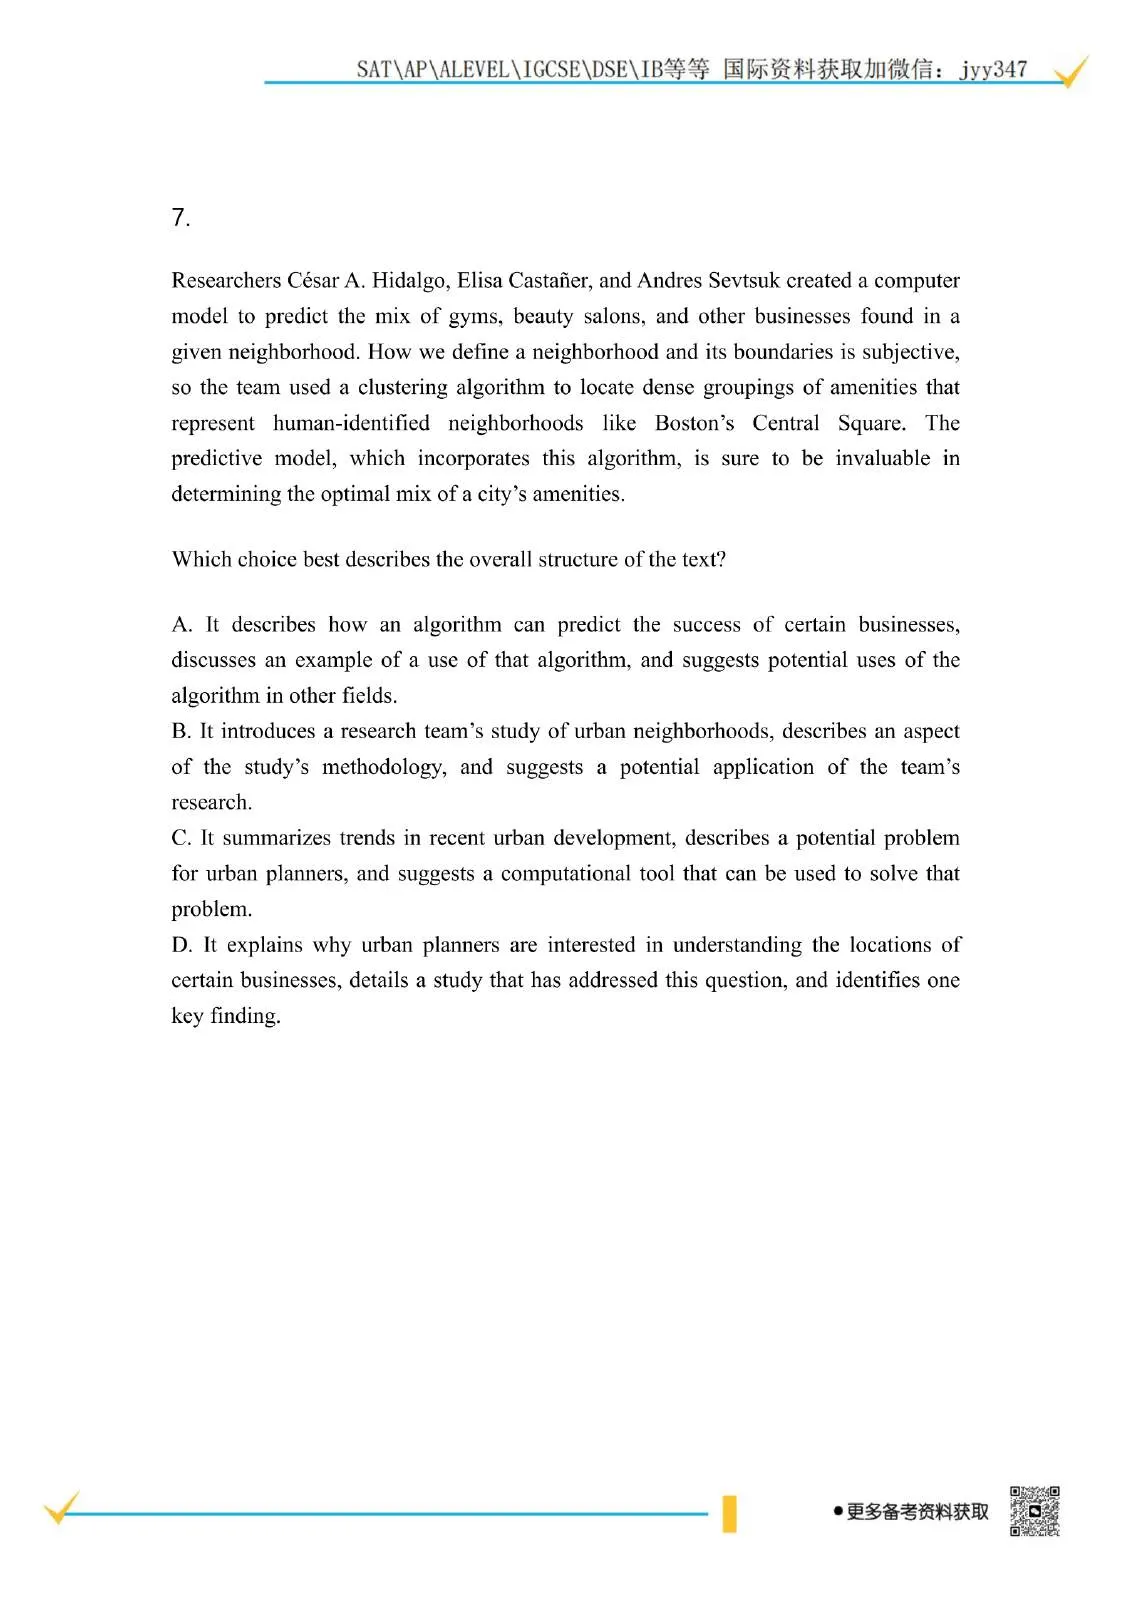 SAT\AP\ALEVEL\IGCSE\DSE\IB等等 国际资料获取加微信：jyy347
7.
Researchers César A. Hidalgo, Elisa Castañer, and Andres Sevtsuk created a computer
model to predict the mix of gyms, beauty salons, and other businesses found in a
given neighborhood. How we define a neighborhood and its boundaries is subjective,
so the team used a clustering algorithm to locate dense groupings of amenities that
represent human-identified neighborhoods like Boston’s Central Square. The
predictive model, which incorporates this algorithm, is sure to be invaluable in
determining the optimal mix of a city’s amenities.
Which choice best describes the overall structure of the text?
A. It describes how an algorithm can predict the success of certain businesses,
discusses an example of a use of that algorithm, and suggests potential uses of the
algorithm in other fields.
B. It introduces a research team’s study of urban neighborhoods, describes an aspect
of the study’s methodology, and suggests a potential application of the team’s
research.
C. It summarizes trends in recent urban development, describes a potential problem
for urban planners, and suggests a computational tool that can be used to solve that
problem.
D. It explains why urban planners are interested in understanding the locations of
certain businesses, details a study that has addressed this question, and identifies one
key finding.
●更多备考资料获取